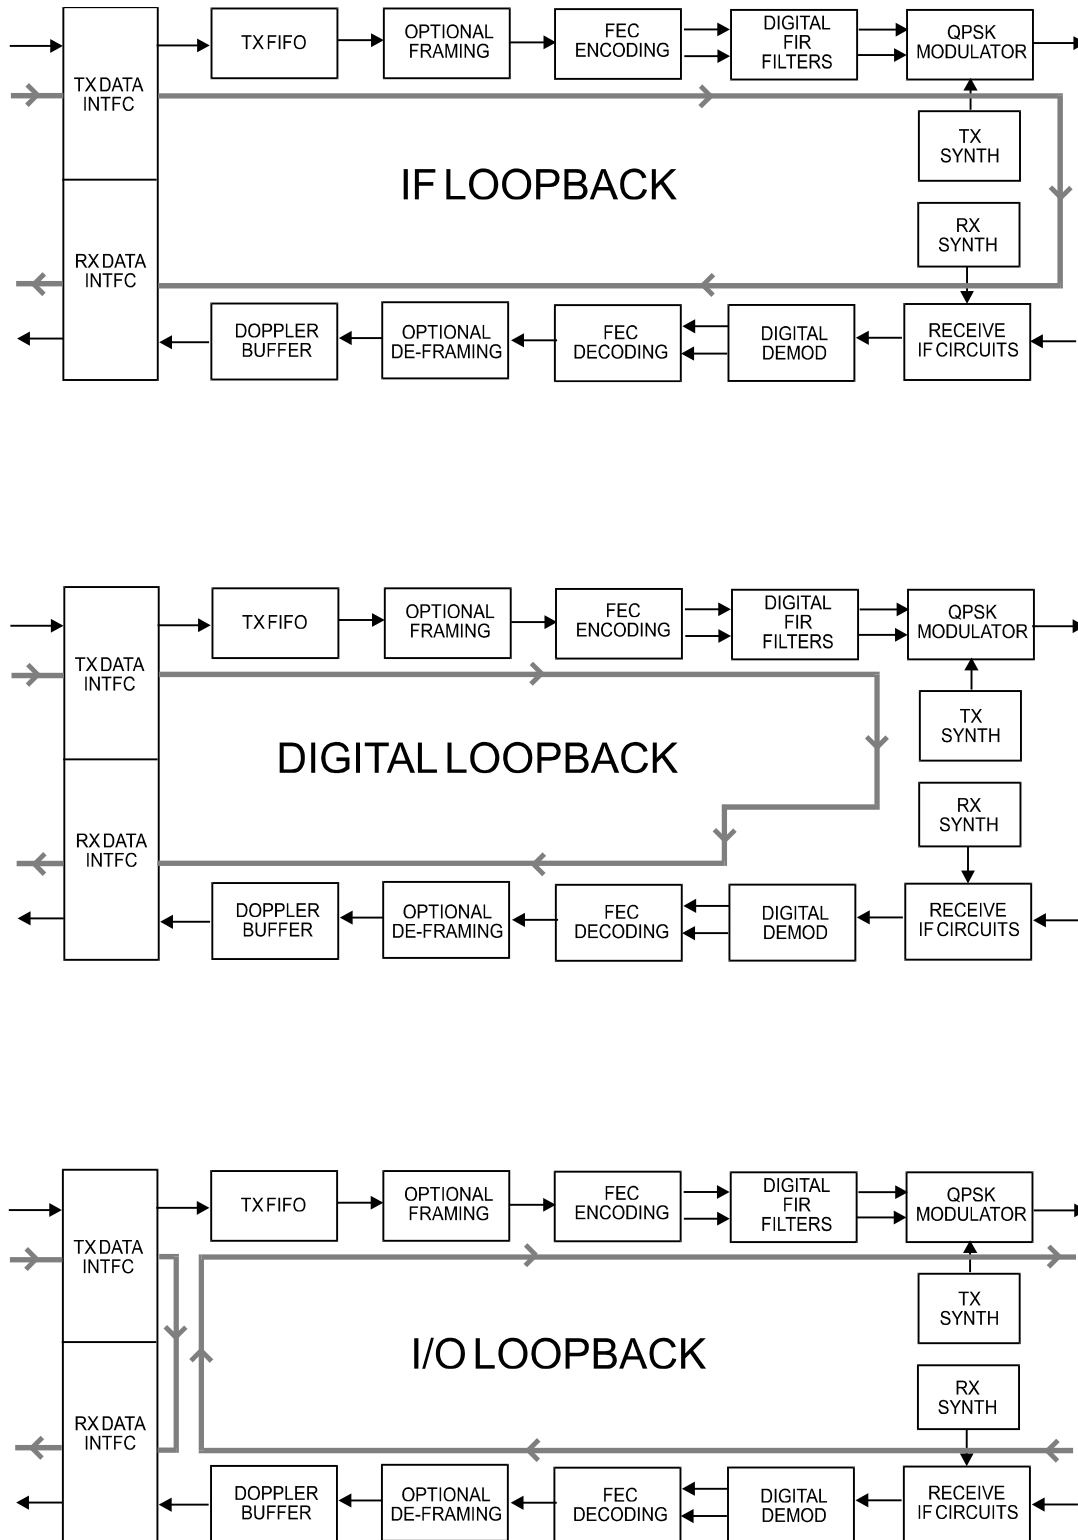 TX FIFO
OPTIONAL
FRAMING
FEC
ENCODING
DIGITAL
FIR
FILTERS
QPSK
MODULATOR
TX DATA
INTFC
TX
SYNTH
IF LOOPBACK
RX
SYNTH
RX DATA
INTFC
DOPPLER
BUFFER
OPTIONAL
DE-FRAMING
FEC
DECODING
DIGITAL
DEMOD
RECEIVE
IF CIRCUITS
TX FIFO
OPTIONAL
FRAMING
FEC
ENCODING
DIGITAL
FIR
FILTERS
QPSK
MODULATOR
TX DATA
INTFC
TX
SYNTH
DIGITAL LOOPBACK
RX
SYNTH
RX DATA
INTFC
DOPPLER
BUFFER
OPTIONAL
DE-FRAMING
FEC
DECODING
DIGITAL
DEMOD
RECEIVE
IF CIRCUITS
TX FIFO
OPTIONAL
FRAMING
FEC
ENCODING
DIGITAL
FIR
FILTERS
QPSK
MODULATOR
TX DATA
INTFC
TX
SYNTH
I/O LOOPBACK
RX
SYNTH
RX DATA
INTFC
DOPPLER
BUFFER
OPTIONAL
DE-FRAMING
FEC
DECODING
DIGITAL
DEMOD
RECEIVE
IF CIRCUITS